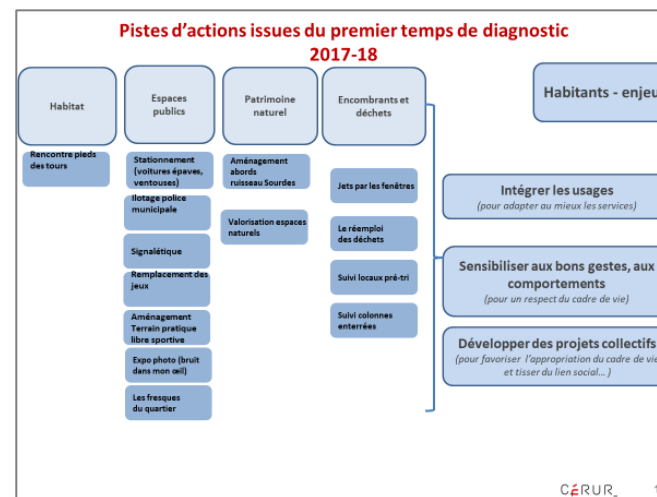 Pistes d'actions issues du premier temps de diagnostic
2017-18
Habitat
Espaces
publics
Patrimoine
naturel
Encombrants et
déchets
Habitants - enjeu
Rencontre pieds
des tours
Stationnement
(voitures épaves,
ventouses)
Ilotage police
municipale
Signalétique
Remplacement des
jeux
Aménagement
Terrain pratique
libre sportive
Expo photo (bruit
dans mon œil)
Les fresques
du quartier
Aménagement
abords
ruisseau Sourdes
Valorisation espaces
naturels
Jets par les fenêtres
Le réemploi
des déchets
Suivi locaux pré-tri
Suivi colonnes
enterrées
Intégrer les usages
(pour adapter au mieux les services)
Sensibiliser aux bons gestes, aux
comportements
(pour un respect du cadre de vie)
Développer des projets collectifs
(pour favoriser l'appropriation du cadre de vie
et tisser du lien social… )
CÉRUR_
1